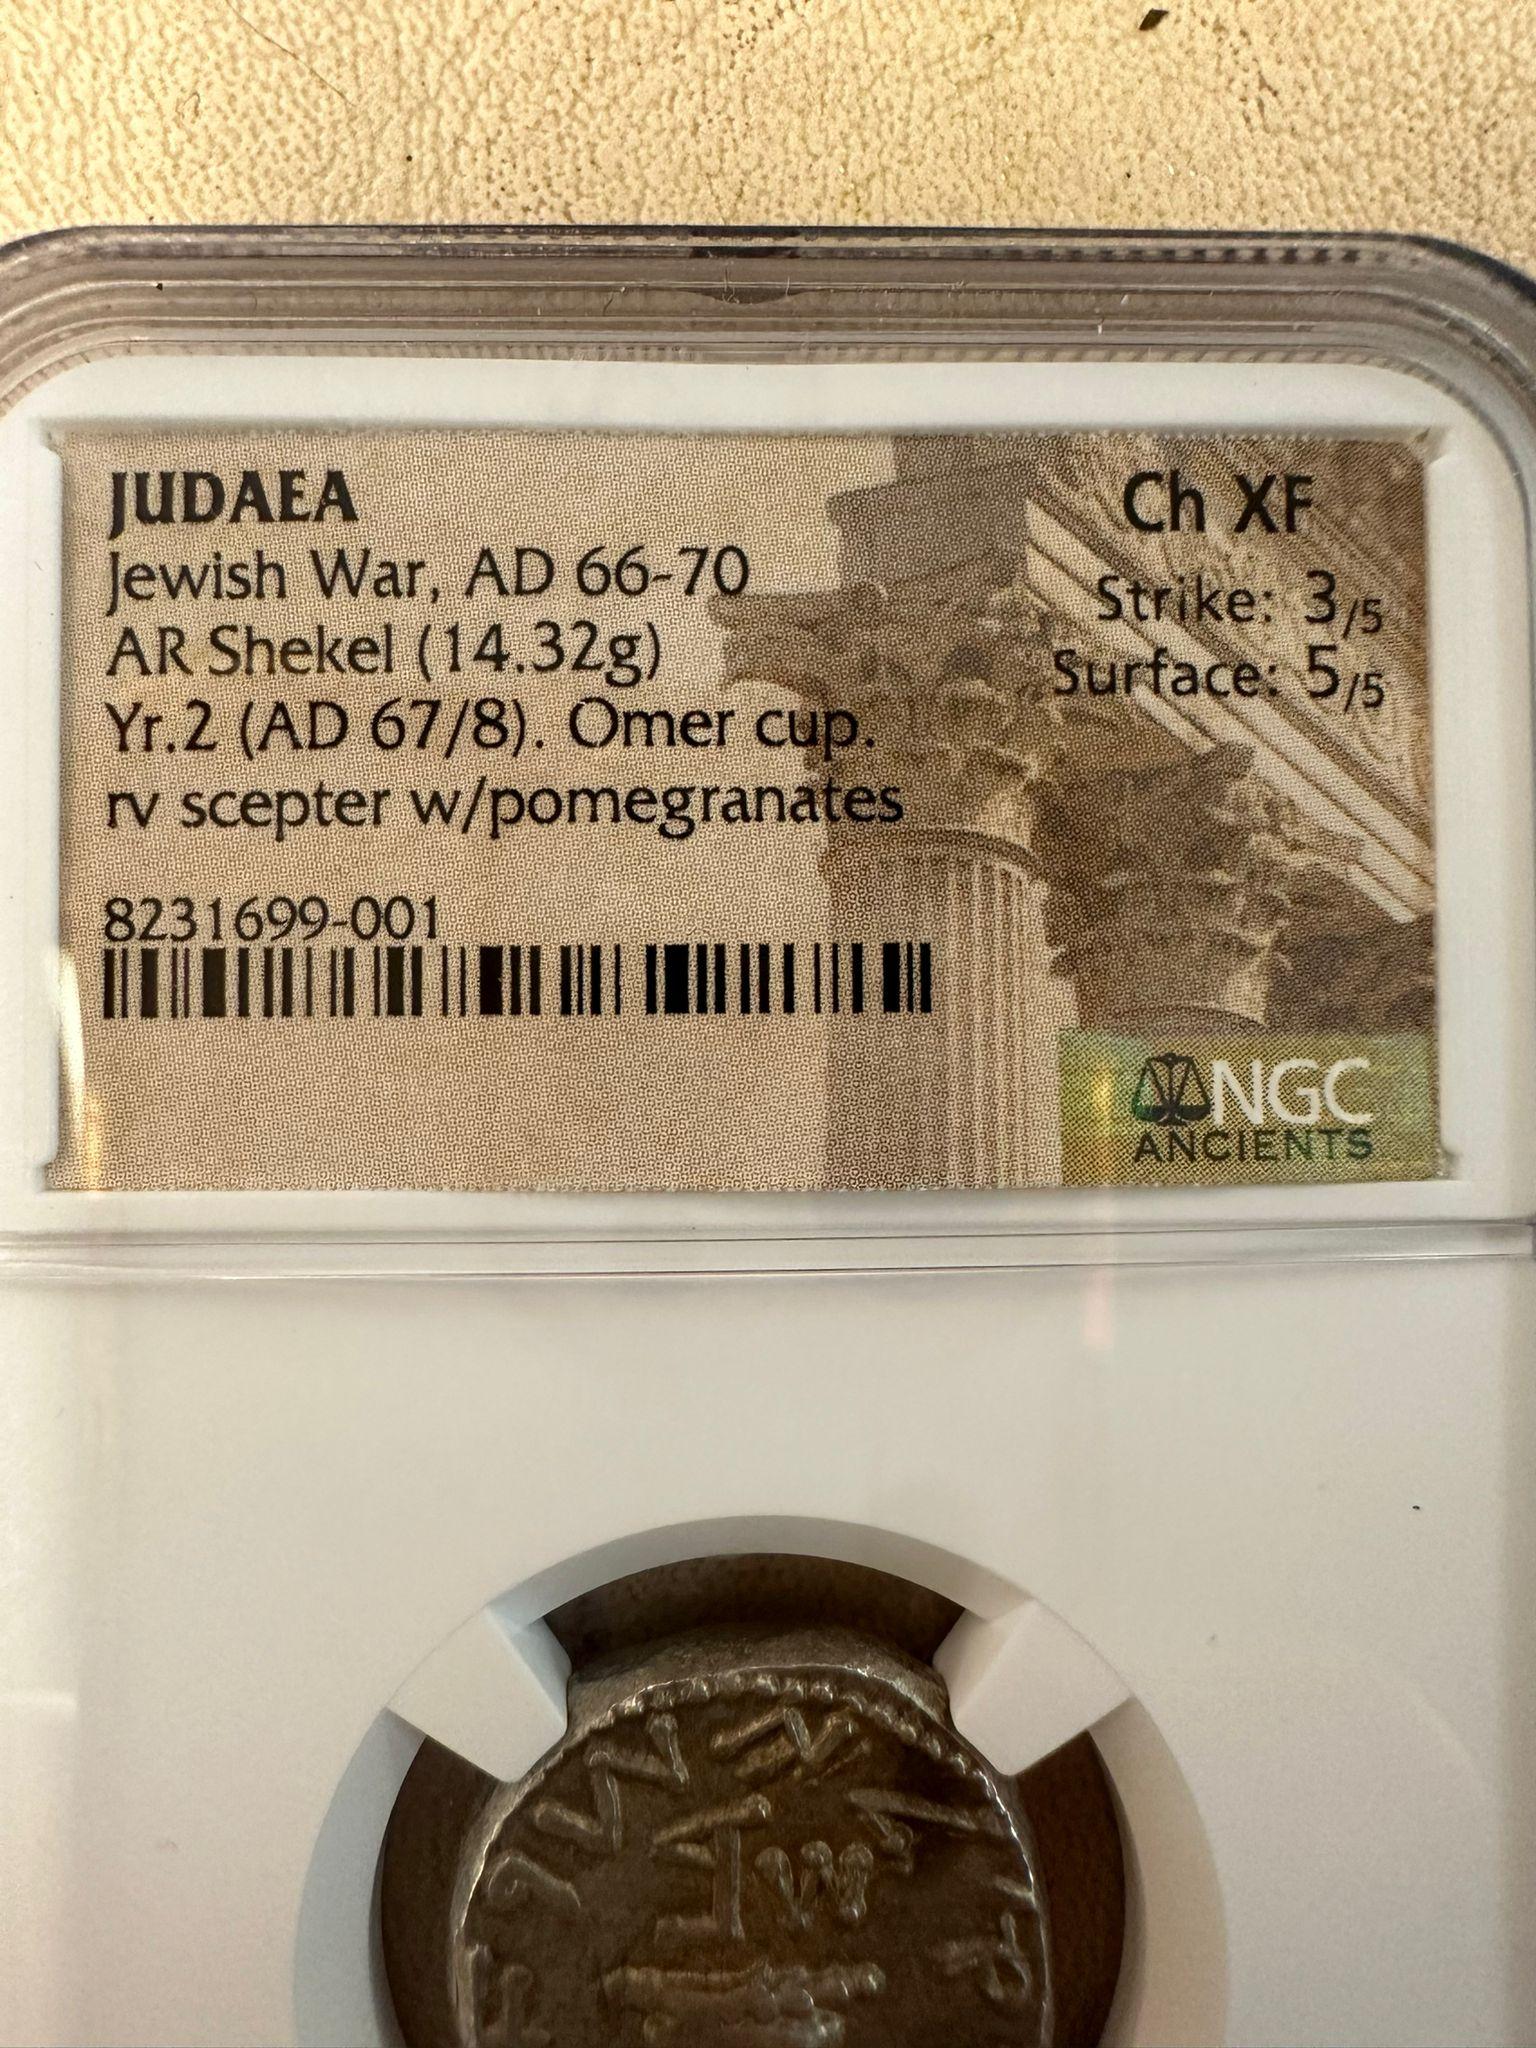 JUDAEA
Jewish War, AD 66-70
AR Shekel (14.32g)
Yr.2 (AD 67/8). Omer cup.
rv scepter w/pomegranates
8231699-001
Ch XF
Strike: 3/5
Surface: 5/5
NGC
ANCIENTS